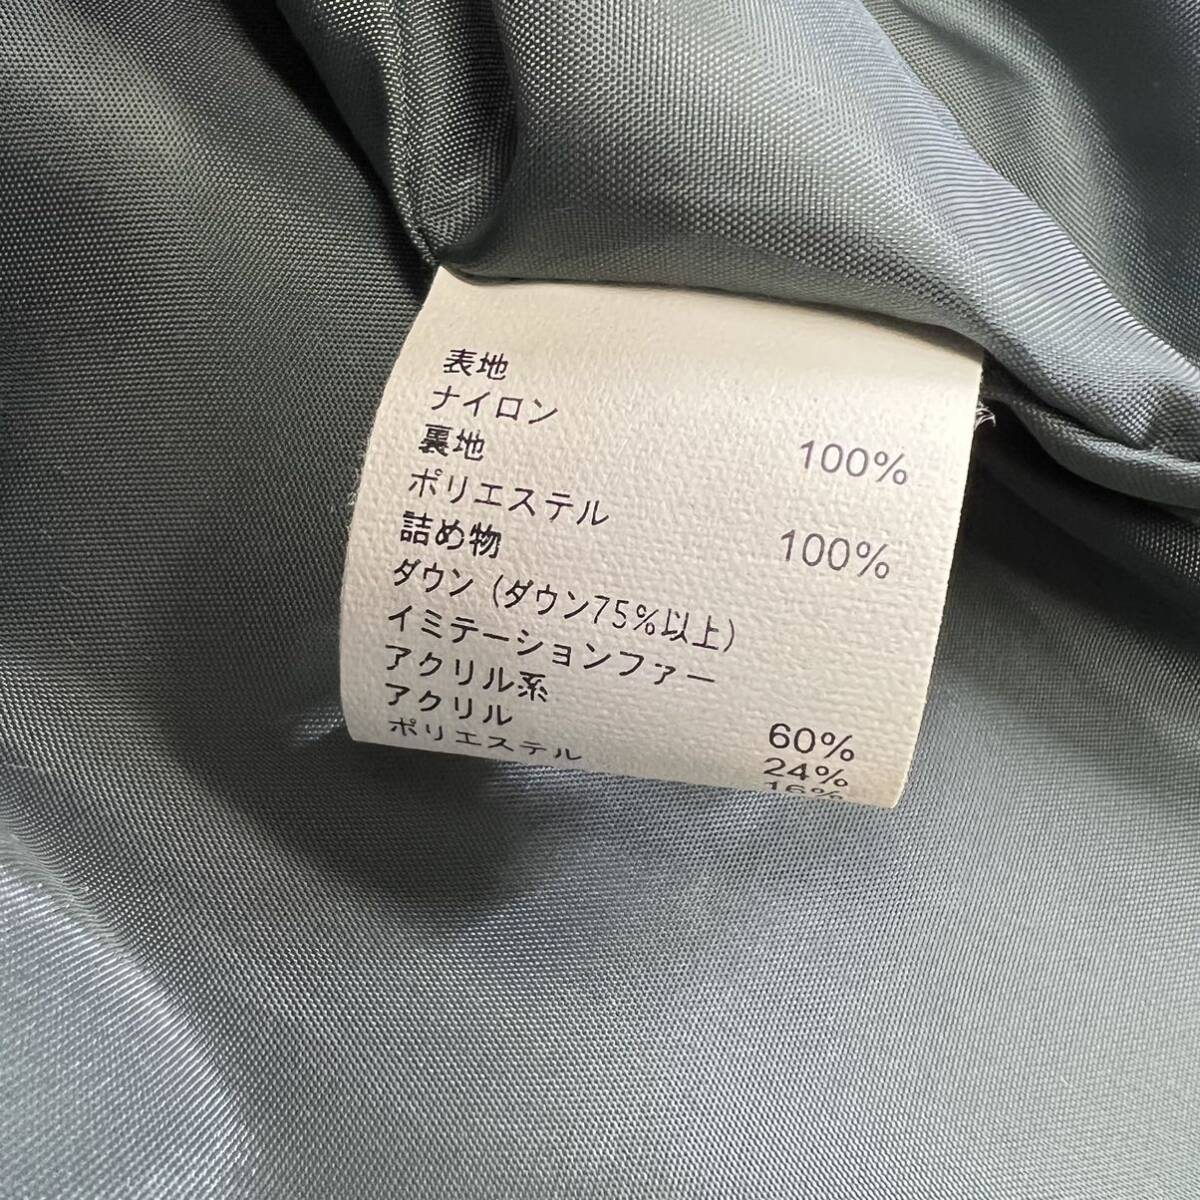 表地
ナイロン 100%
裏地
ポリエステル 100%
詰め物
ダウン(ダウン75%以上)
イミテーションファー
アクリル系 60%
アクリル 24%
ポリエステル 16%